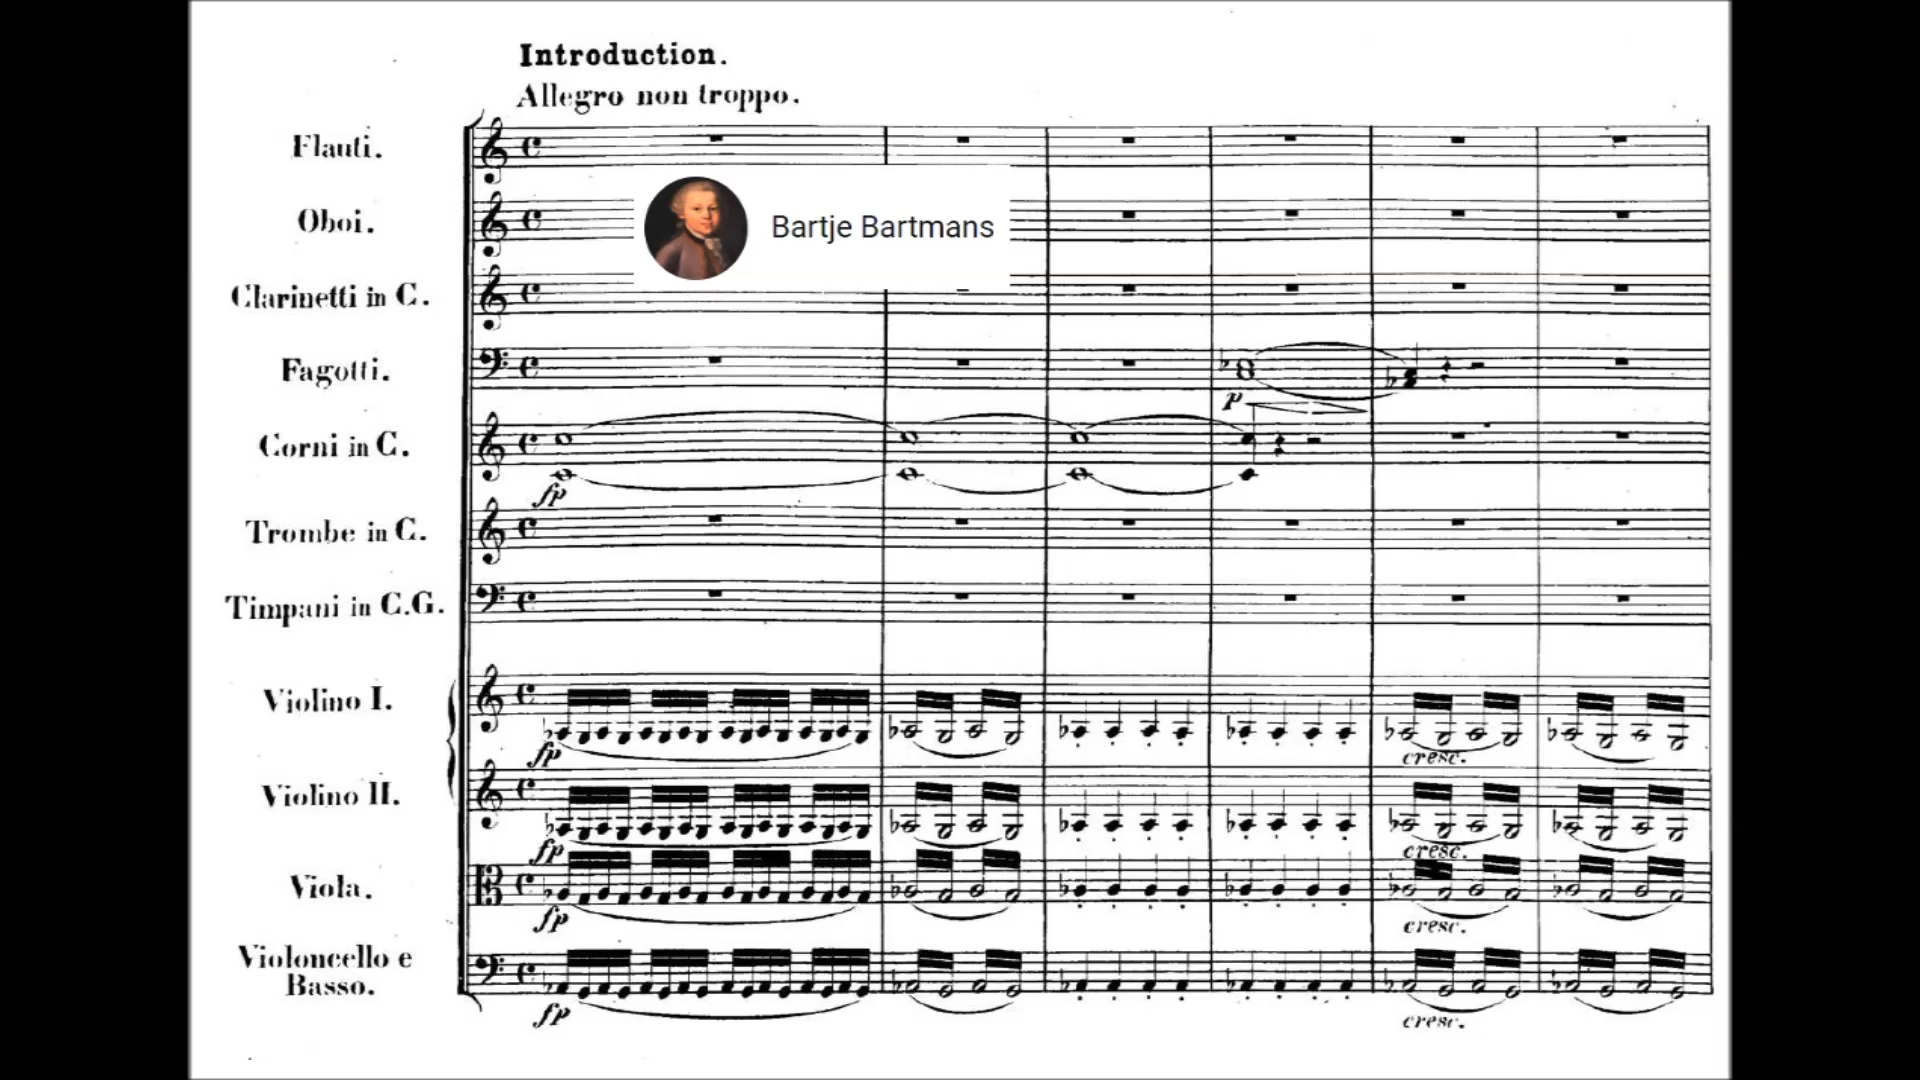 Introduction.
Allegro non troppo.
Flauti.
Oboi.
Bartje Bartmans
Clarinetti in C.
Fagotti.
p
Corni in C.
fp
Trombe in C.
Timpani in C.G.
Violino I.
fp
cresc.
Violino II.
fp
cresc.
Viola.
fp
cresc.
Violoncello e
Basso.
fp
cresc.